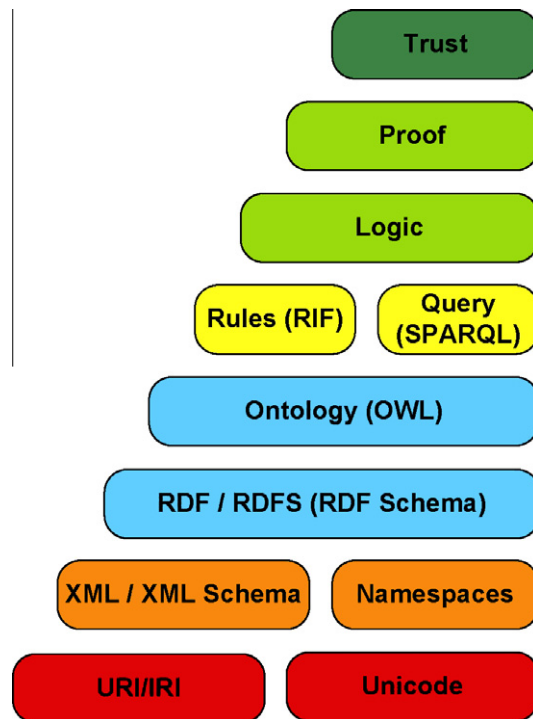 Trust
Proof
Logic
Rules (RIF)
Query
(SPARQL)
Ontology (OWL)
RDF / RDFS (RDF Schema)
XML / XML Schema
Namespaces
URI/IRI
Unicode